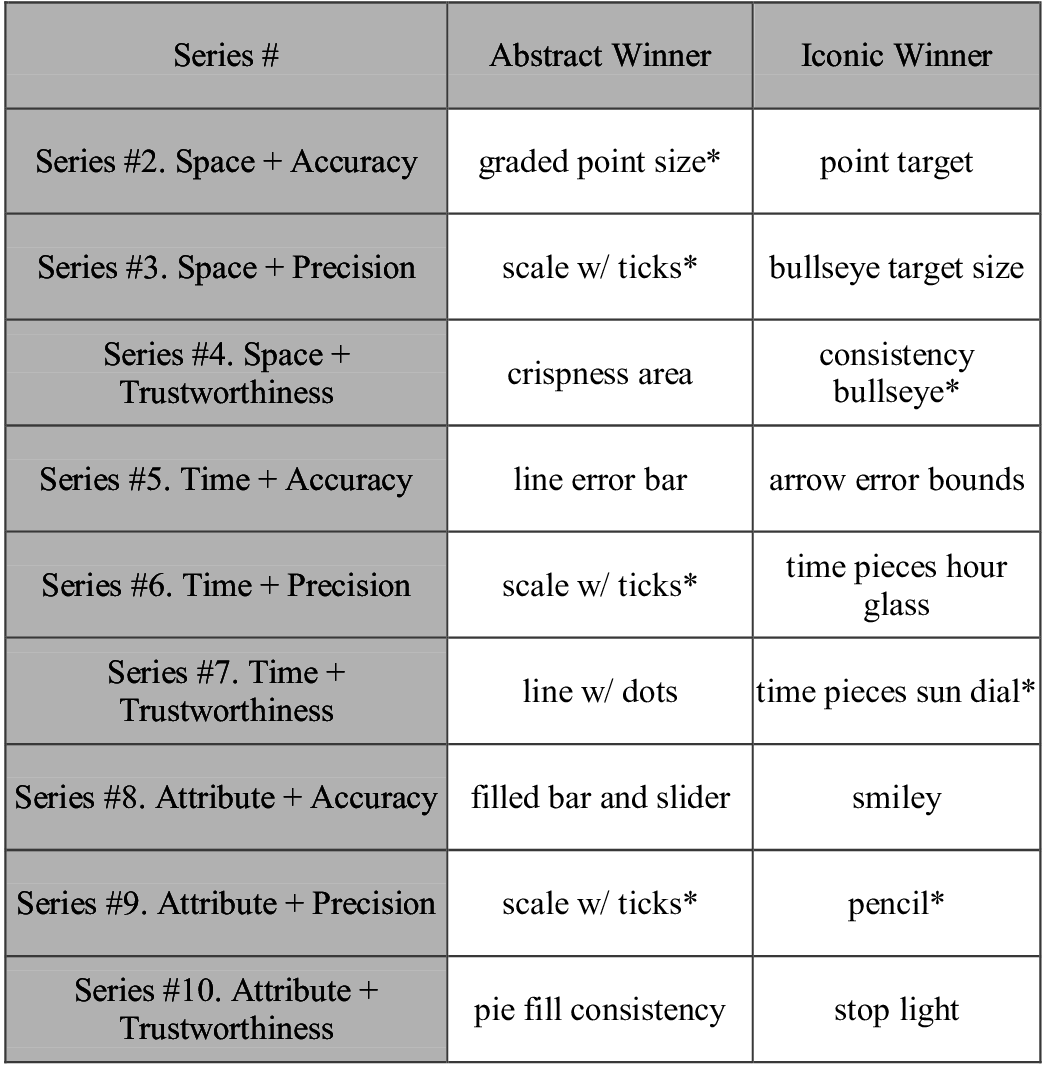 Series # Abstract Winner Iconic Winner
Series #2. Space + Accuracy graded point size* point target
Series #3. Space + Precision scale w/ ticks* bullseye target size
Series #4. Space +
Trustworthiness
crispness area
consistency
bullseye*
Series #5. Time + Accuracy line error bar arrow error bounds
Series #6. Time + Precision scale w/ ticks*
time pieces hour
glass
Series #7. Time +
Trustworthiness
line w/ dots time pieces sun dial*
Series #8. Attribute + Accuracy filled bar and slider smiley
Series #9. Attribute + Precision scale w/ ticks* pencil*
Series #10. Attribute +
Trustworthiness
pie fill consistency stop light